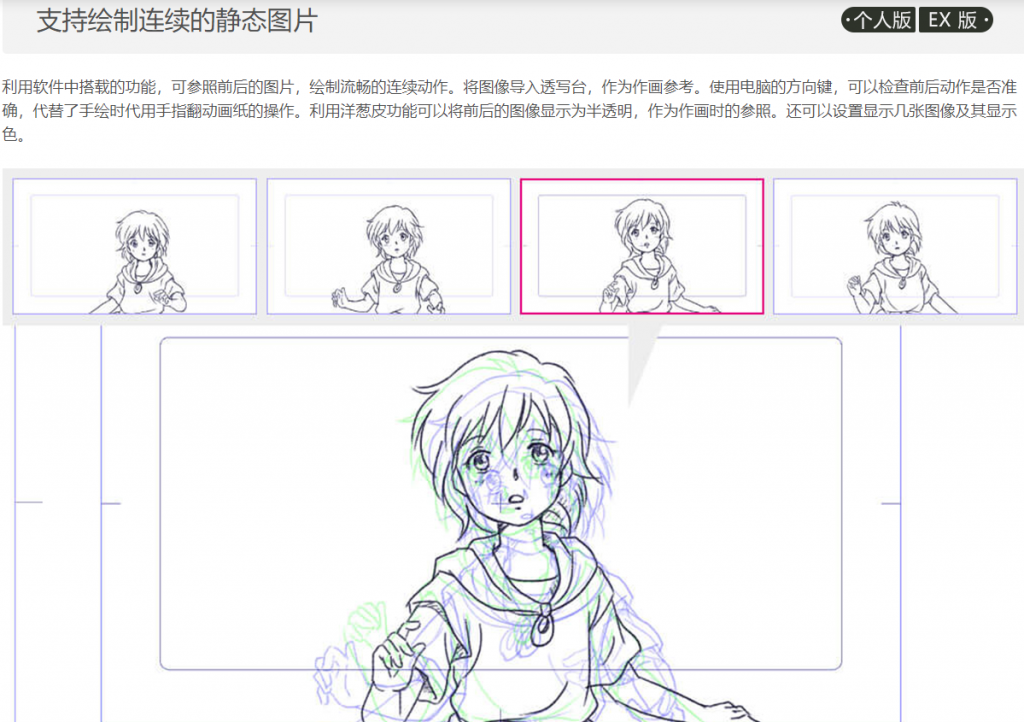 支持绘制连续的静态图片
·个人版 EX 版·
利用软件中搭载的功能，可参照前后的图片，绘制流畅的连续动作。将图像导入透写台，作为作画参考。使用电脑的方向键，可以检查前后动作是否准
确，代替了手绘时代用手指翻动画纸的操作。利用洋葱皮功能可以将前后的图像显示为半透明，作为作画时的参照。还可以设置显示几张图像及其显示
色。